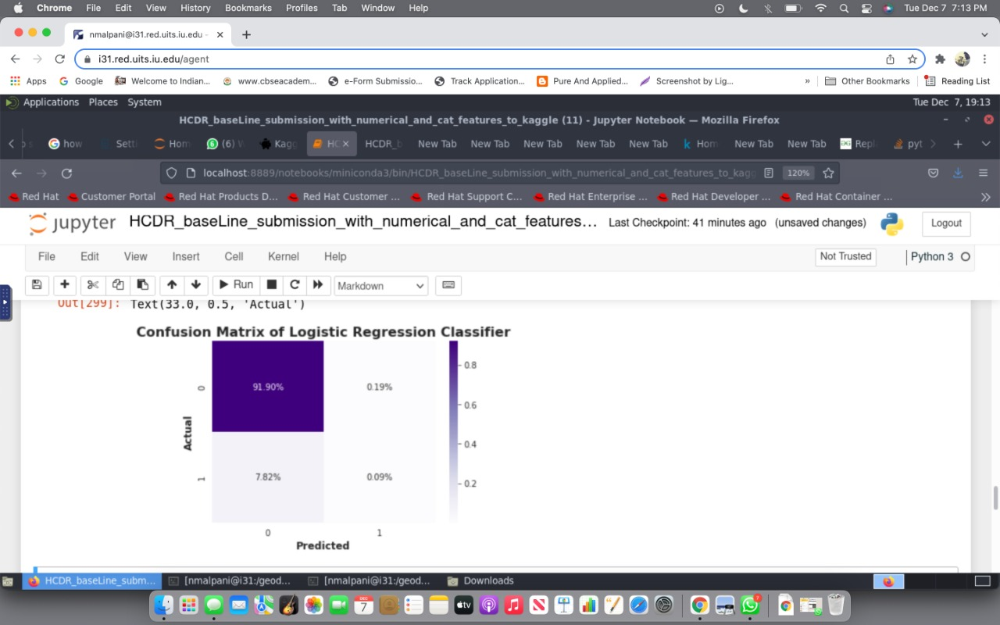 Chrome File Edit View History Bookmarks Profiles Tab Window Help Tue Dec 7 7:13 PM
nmalpani@i31.red.uits.iu.edu -
i31.red.uits.iu.edu/agent
Apps Google Welcome to Indian... www.cbseacadem... e-Form Submissio... Track Application... Pure And Applied... Screenshot by Lig... » Other Bookmarks Reading List
Applications Places System Tue Dec 7, 19:13
HCDR_baseLine_submission_with_numerical_and_cat_features_to_kaggle (11) - Jupyter Notebook — Mozilla Firefox
how Setti Hom (6) Kagg HC HCDR_b New Tab New Tab New Tab New Tab New Tab Hom New Tab New Tab Repl pyt
localhost:8889/notebooks/miniconda3/bin/HCDR_baseLine_submission_with_numerical_and_cat_features_to_kagg 120%
Red Hat Customer Portal Red Hat Products D... Red Hat Customer ... Red Hat Support C... Red Hat Enterprise ... Red Hat Developer ... Red Hat Container ...
jupyter HCDR_baseLine_submission_with_numerical_and_cat_features... Last Checkpoint: 41 minutes ago (unsaved changes) Logout
File Edit View Insert Cell Kernel Help Not Trusted Python 3
Run Markdown
Out[299]: Text(33.0, 0.5, 'Actual')
Confusion Matrix of Logistic Regression Classifier
0.8
0 91.90% 0.19%
0.6
Actual
0.4
1 7.82% 0.09%
0.2
0 1
Predicted
HCDR_baseLine_subm... [nmalpani@i31:/geod... [nmalpani@i31:/geod... Downloads
DEC
7 tv 7